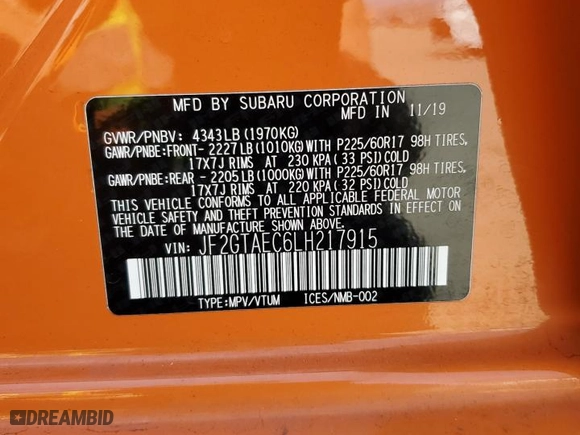 MFD BY SUBARU CORPORATION
MFD IN 11/19
GVWR/PNBV: 4343LB(1970KG)
GAWR/PNBE:FRONT- 2227LB(1010KG)WITH P225/60R17 98H TIRES,
17X7J RIMS AT 230 KPA(33 PSI)COLD
GAWR/PNBE:REAR - 2205LB(1000KG)WITH P225/60R17 98H TIRES,
17X7J RIMS AT 220 KPA(32 PSI)COLD
THIS VEHICLE CONFORMS TO ALL APPLICABLE FEDERAL MOTOR
VEHICLE SAFETY AND THEFT PREVENTION STANDARDS IN EFFECT ON
THE DATE OF MANUFACTURE SHOWN ABOVE.
VIN: JF2GTAEC6LH217915
TYPE:MPV/VTUM ICES/NMB-002
DREAMBID